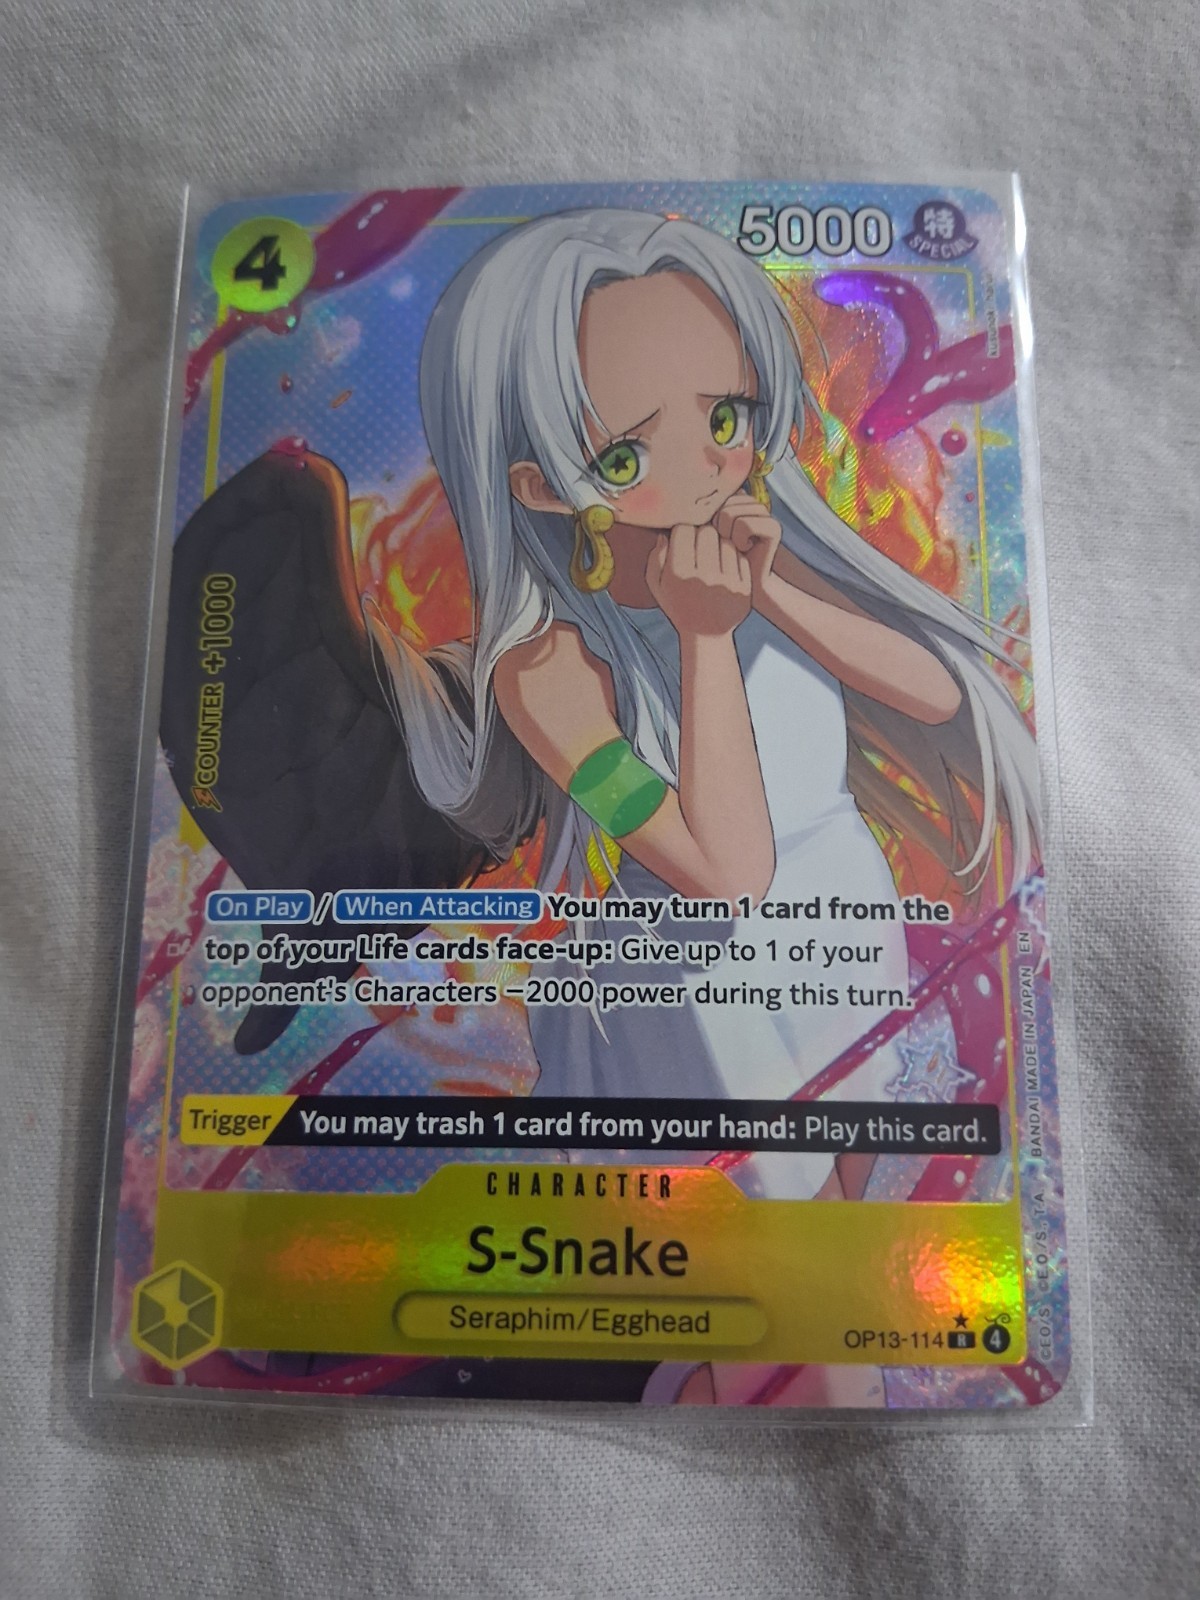 4
5000
特
SPECIAL
COUNTER +1000
On Play / When Attacking You may turn 1 card from the
top of your Life cards face-up: Give up to 1 of your
opponent's Characters −2000 power during this turn.
Trigger You may trash 1 card from your hand: Play this card.
CHARACTER
S-Snake
Seraphim/Egghead
OP13-114 R 4
BANDAI MADE IN JAPAN EN